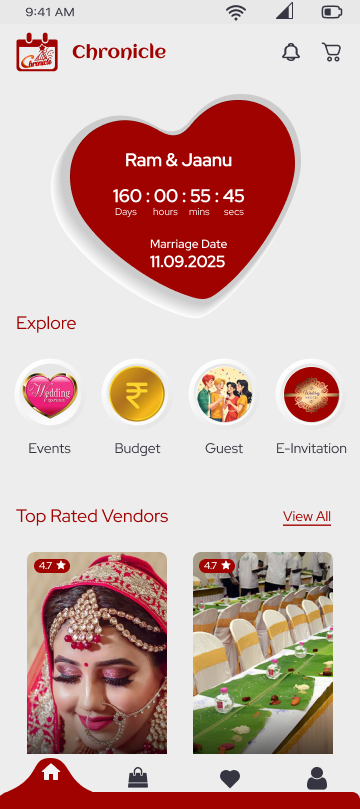 9:41 AM
Chronicle
Chronicle
Ram & Jaanu
160 : 00 : 55 : 45
Days hours mins secs
Marriage Date
11.09.2025
Explore
Wedding
Events Budget Guest E-Invitation
Top Rated Vendors View All
4.7 4.7